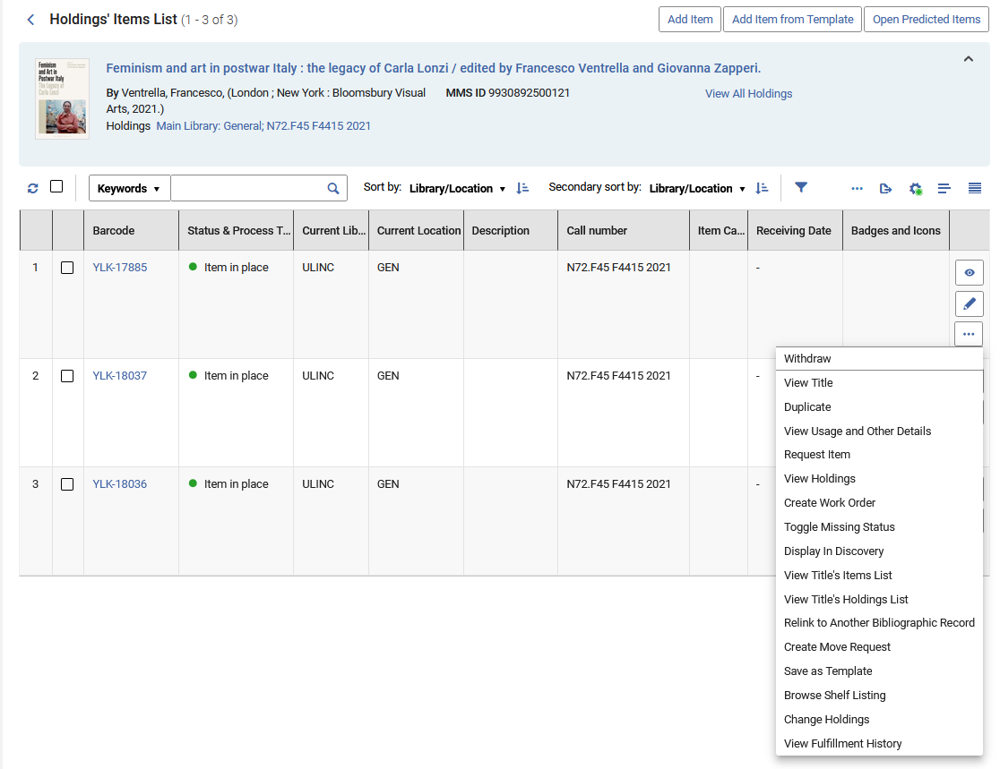 Holdings' Items List (1 - 3 of 3)
Add Item
Add Item from Template
Open Predicted Items
Feminism
and Art in
Postwar Italy
The Legacy of
Carla Lonzi
Feminism and art in postwar Italy : the legacy of Carla Lonzi / edited by Francesco Ventrella and Giovanna Zapperi.
By Ventrella, Francesco, (London ; New York : Bloomsbury Visual
Arts, 2021.)
MMS ID 9930892500121
View All Holdings
Holdings Main Library: General; N72.F45 F4415 2021
Keywords
Sort by: Library/Location
Secondary sort by: Library/Location
Barcode Status & Process T... Current Lib... Current Location Description Call number Item Ca... Receiving Date Badges and Icons
1 YLK-17885 Item in place ULINC GEN N72.F45 F4415 2021 -
2 YLK-18037 Item in place ULINC GEN N72.F45 F4415 2021 -
3 YLK-18036 Item in place ULINC GEN N72.F45 F4415 2021 -
Withdraw
View Title
Duplicate
View Usage and Other Details
Request Item
View Holdings
Create Work Order
Toggle Missing Status
Display In Discovery
View Title's Items List
View Title's Holdings List
Relink to Another Bibliographic Record
Create Move Request
Save as Template
Browse Shelf Listing
Change Holdings
View Fulfillment History